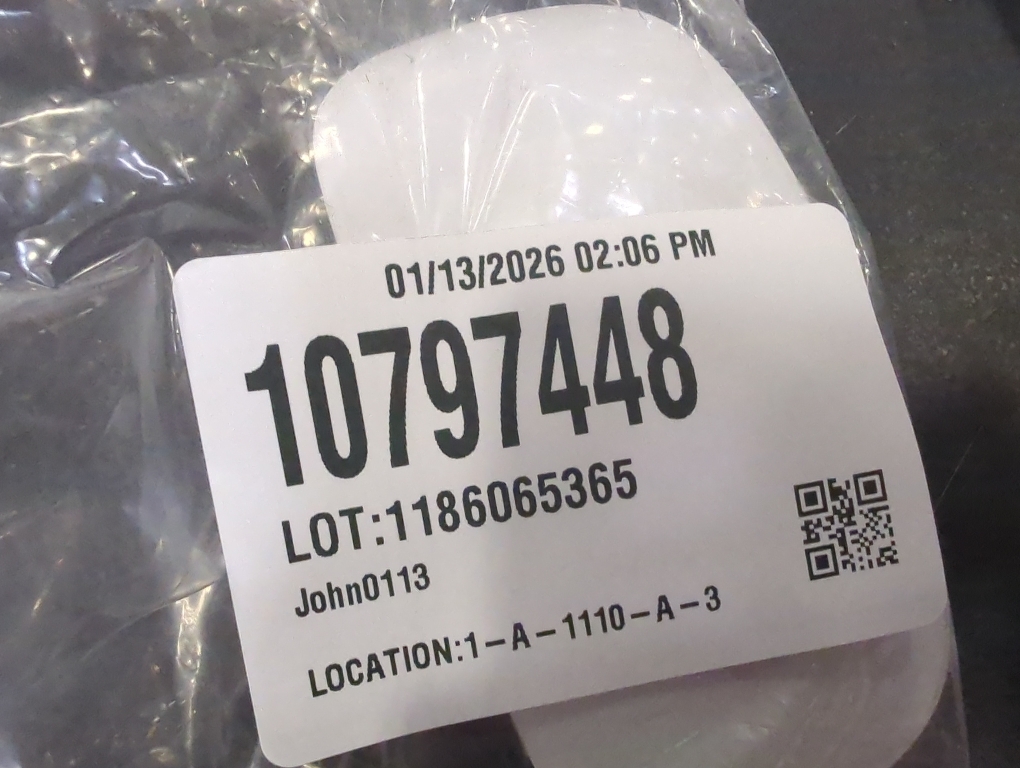 01/13/2026 02:06 PM
10797448
LOT:1186065365
John0113
LOCATION:1-A-1110-A-3